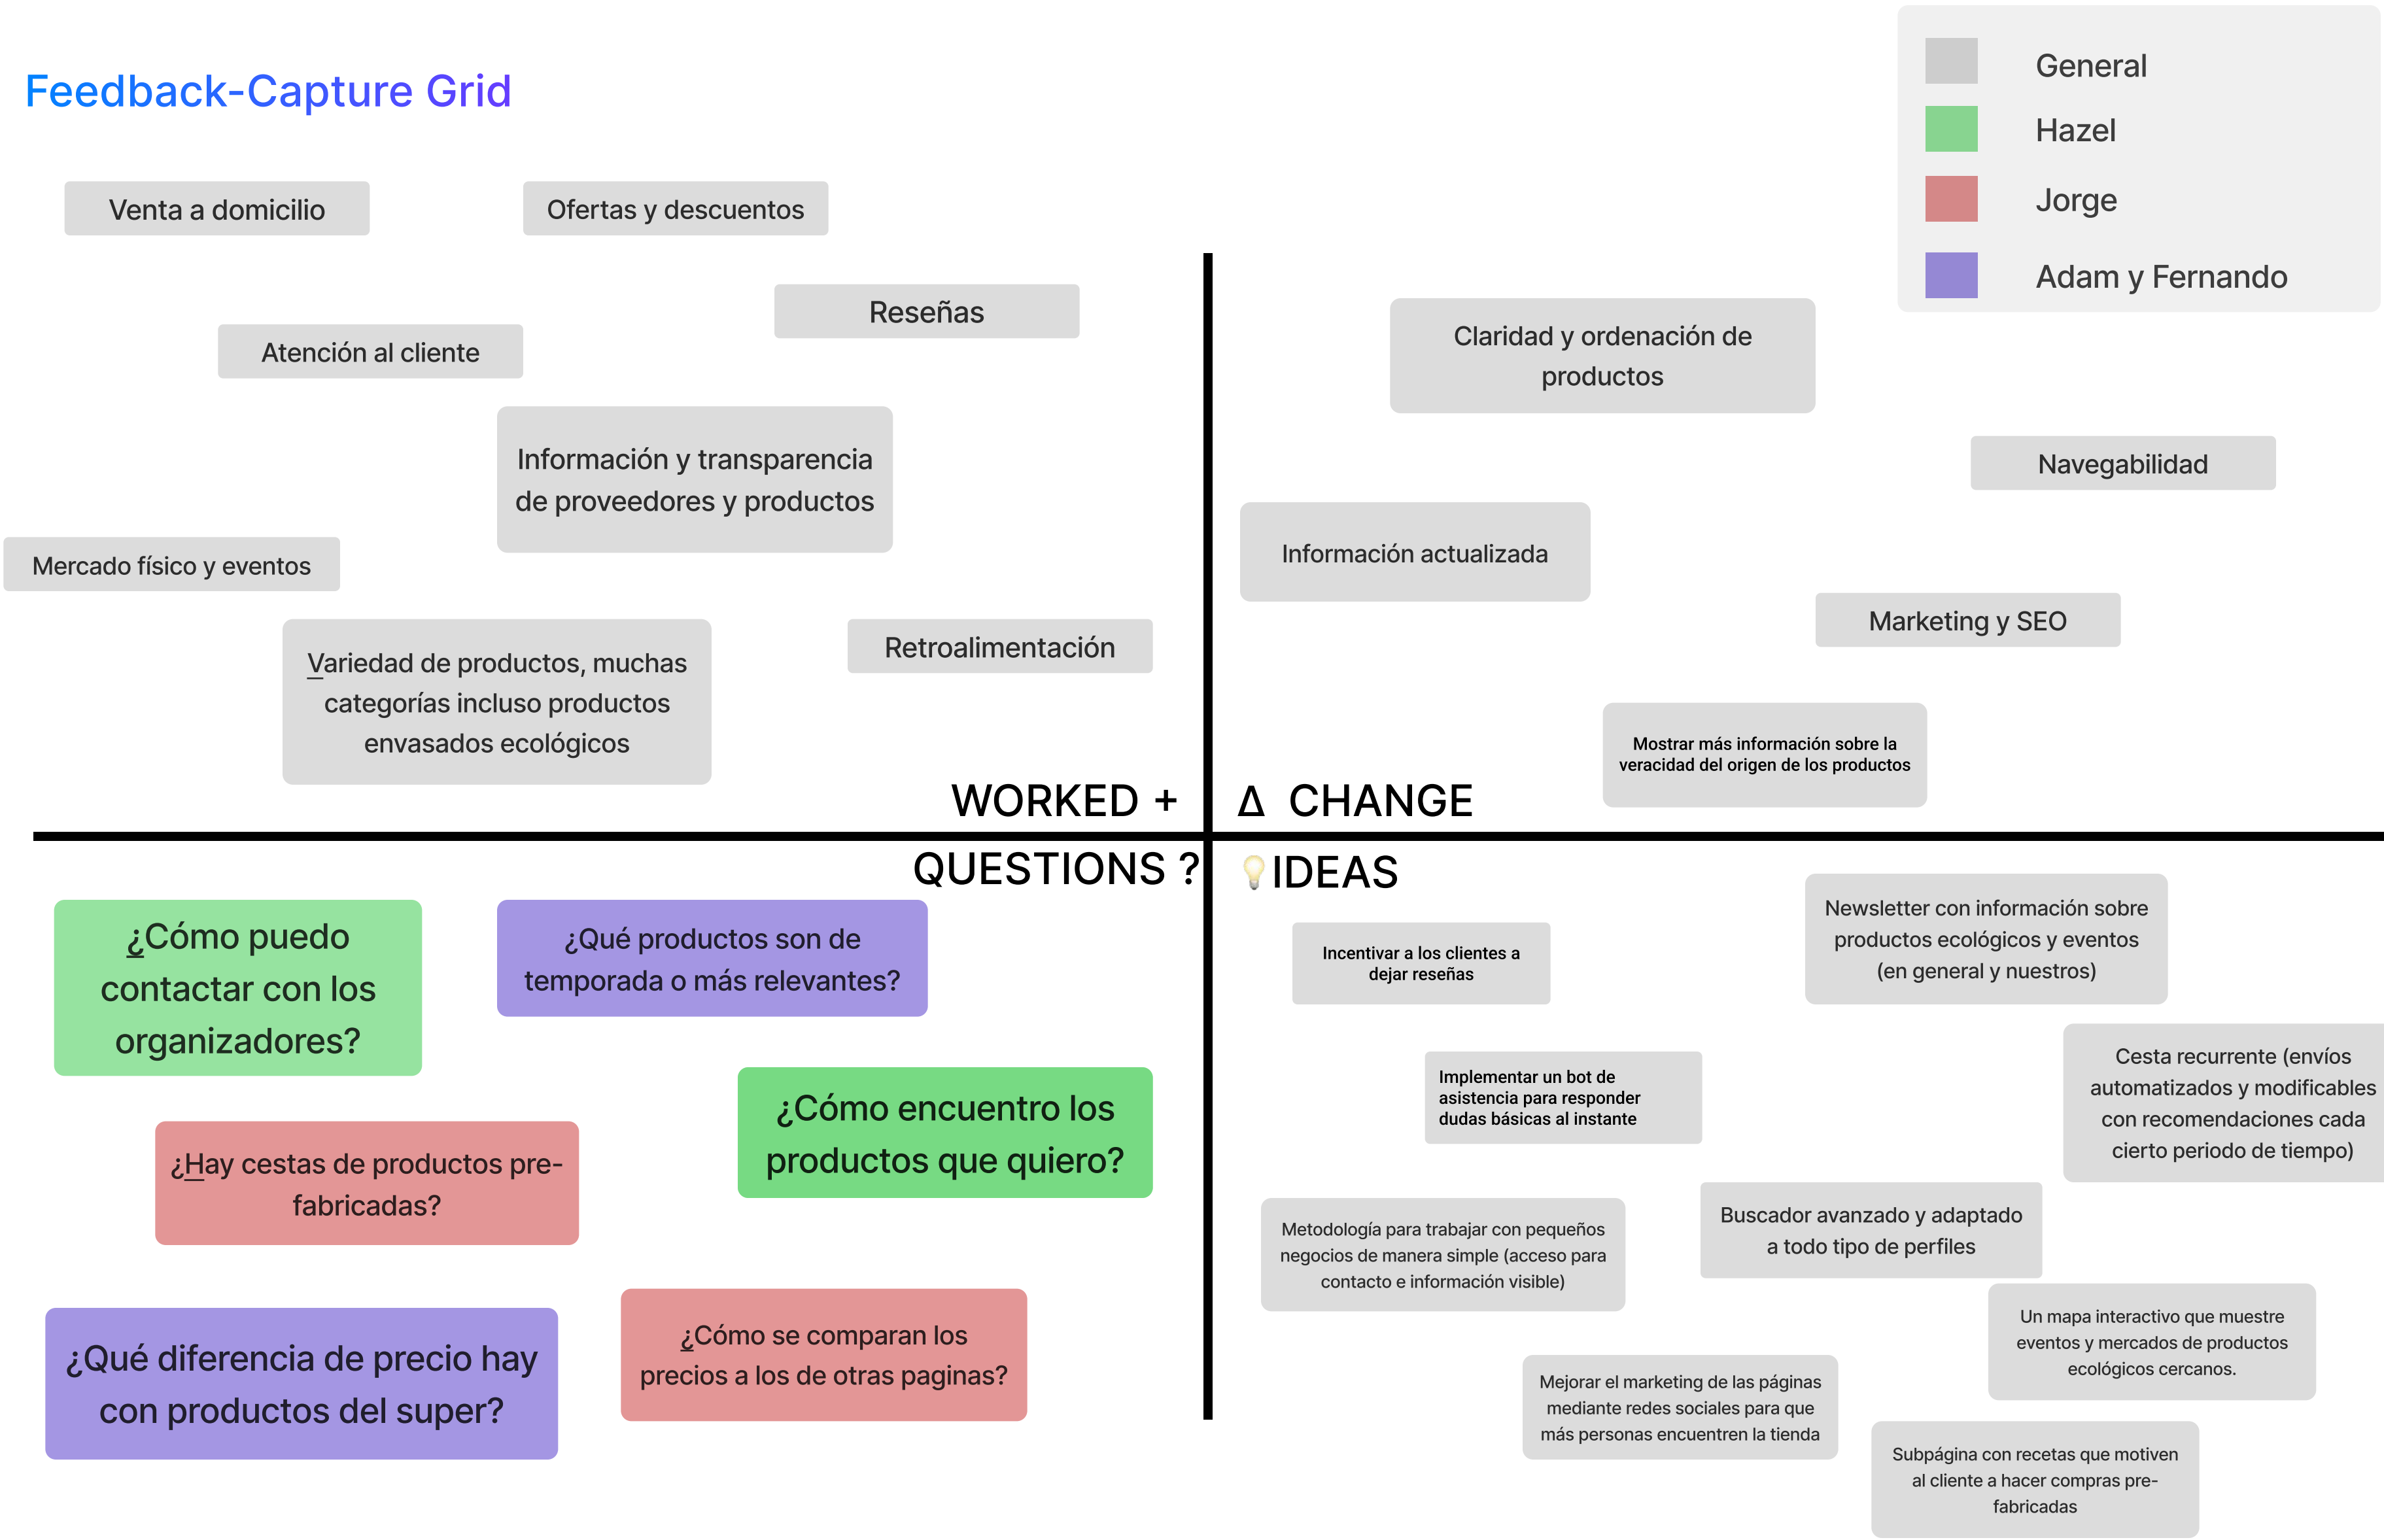 Feedback-Capture Grid
General
Hazel
Jorge
Adam y Fernando
Venta a domicilio
Ofertas y descuentos
Reseñas
Atención al cliente
Información y transparencia
de proveedores y productos
Mercado físico y eventos
Variedad de productos, muchas
categorías incluso productos
envasados ecológicos
Retroalimentación
WORKED +
Claridad y ordenación de
productos
Navegabilidad
Información actualizada
Marketing y SEO
Mostrar más información sobre la
veracidad del origen de los productos
Δ CHANGE
QUESTIONS ?
¿Cómo puedo
contactar con los
organizadores?
¿Qué productos son de
temporada o más relevantes?
¿Cómo encuentro los
productos que quiero?
¿Hay cestas de productos pre-
fabricadas?
¿Qué diferencia de precio hay
con productos del super?
¿Cómo se comparan los
precios a los de otras paginas?
💡IDEAS
Incentivar a los clientes a
dejar reseñas
Newsletter con información sobre
productos ecológicos y eventos
(en general y nuestros)
Implementar un bot de
asistencia para responder
dudas básicas al instante
Cesta recurrente (envíos
automatizados y modificables
con recomendaciones cada
cierto periodo de tiempo)
Metodología para trabajar con pequeños
negocios de manera simple (acceso para
contacto e información visible)
Buscador avanzado y adaptado
a todo tipo de perfiles
Un mapa interactivo que muestre
eventos y mercados de productos
ecológicos cercanos.
Mejorar el marketing de las páginas
mediante redes sociales para que
más personas encuentren la tienda
Subpágina con recetas que motiven
al cliente a hacer compras pre-
fabricadas